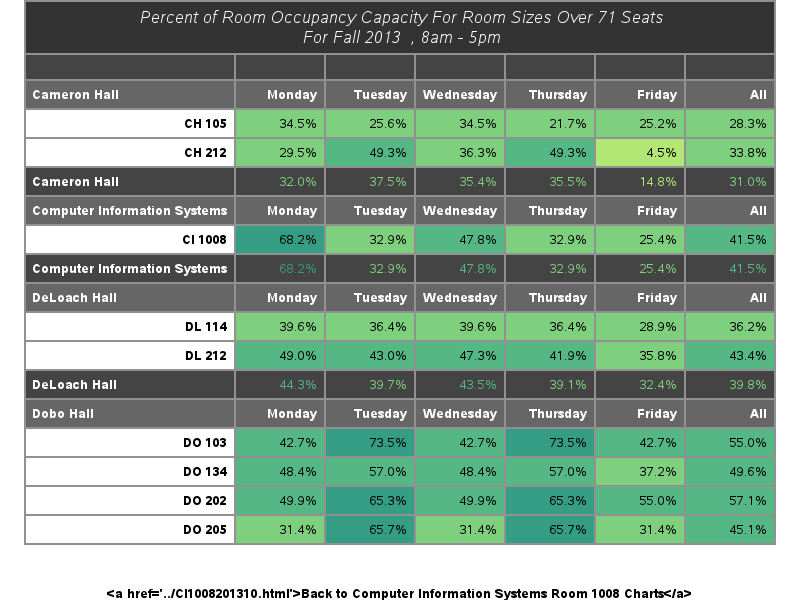 Percent of Room Occupancy Capacity For Room Sizes Over 71 Seats
For Fall 2013 , 8am - 5pm
Cameron Hall Monday Tuesday Wednesday Thursday Friday All
CH 105 34.5% 25.6% 34.5% 21.7% 25.2% 28.3%
CH 212 29.5% 49.3% 36.3% 49.3% 4.5% 33.8%
Cameron Hall 32.0% 37.5% 35.4% 35.5% 14.8% 31.0%
Computer Information Systems Monday Tuesday Wednesday Thursday Friday All
CI 1008 68.2% 32.9% 47.8% 32.9% 25.4% 41.5%
Computer Information Systems 68.2% 32.9% 47.8% 32.9% 25.4% 41.5%
DeLoach Hall Monday Tuesday Wednesday Thursday Friday All
DL 114 39.6% 36.4% 39.6% 36.4% 28.9% 36.2%
DL 212 49.0% 43.0% 47.3% 41.9% 35.8% 43.4%
DeLoach Hall 44.3% 39.7% 43.5% 39.1% 32.4% 39.8%
Dobo Hall Monday Tuesday Wednesday Thursday Friday All
DO 103 42.7% 73.5% 42.7% 73.5% 42.7% 55.0%
DO 134 48.4% 57.0% 48.4% 57.0% 37.2% 49.6%
DO 202 49.9% 65.3% 49.9% 65.3% 55.0% 57.1%
DO 205 31.4% 65.7% 31.4% 65.7% 31.4% 45.1%
<a href='../CI1008201310.html'>Back to Computer Information Systems Room 1008 Charts</a>